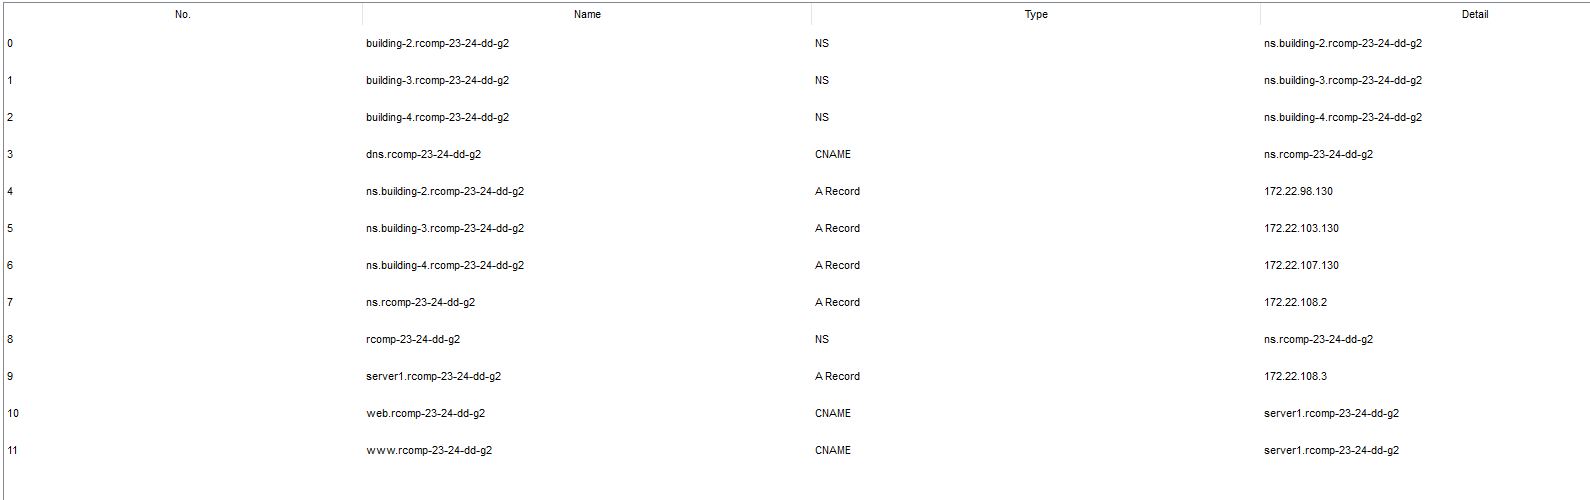 No. Name Type Detail
0 building-2.rcomp-23-24-dd-g2 NS ns.building-2.rcomp-23-24-dd-g2
1 building-3.rcomp-23-24-dd-g2 NS ns.building-3.rcomp-23-24-dd-g2
2 building-4.rcomp-23-24-dd-g2 NS ns.building-4.rcomp-23-24-dd-g2
3 dns.rcomp-23-24-dd-g2 CNAME ns.rcomp-23-24-dd-g2
4 ns.building-2.rcomp-23-24-dd-g2 A Record 172.22.98.130
5 ns.building-3.rcomp-23-24-dd-g2 A Record 172.22.103.130
6 ns.building-4.rcomp-23-24-dd-g2 A Record 172.22.107.130
7 ns.rcomp-23-24-dd-g2 A Record 172.22.108.2
8 rcomp-23-24-dd-g2 NS ns.rcomp-23-24-dd-g2
9 server1.rcomp-23-24-dd-g2 A Record 172.22.108.3
10 web.rcomp-23-24-dd-g2 CNAME server1.rcomp-23-24-dd-g2
11 www.rcomp-23-24-dd-g2 CNAME server1.rcomp-23-24-dd-g2